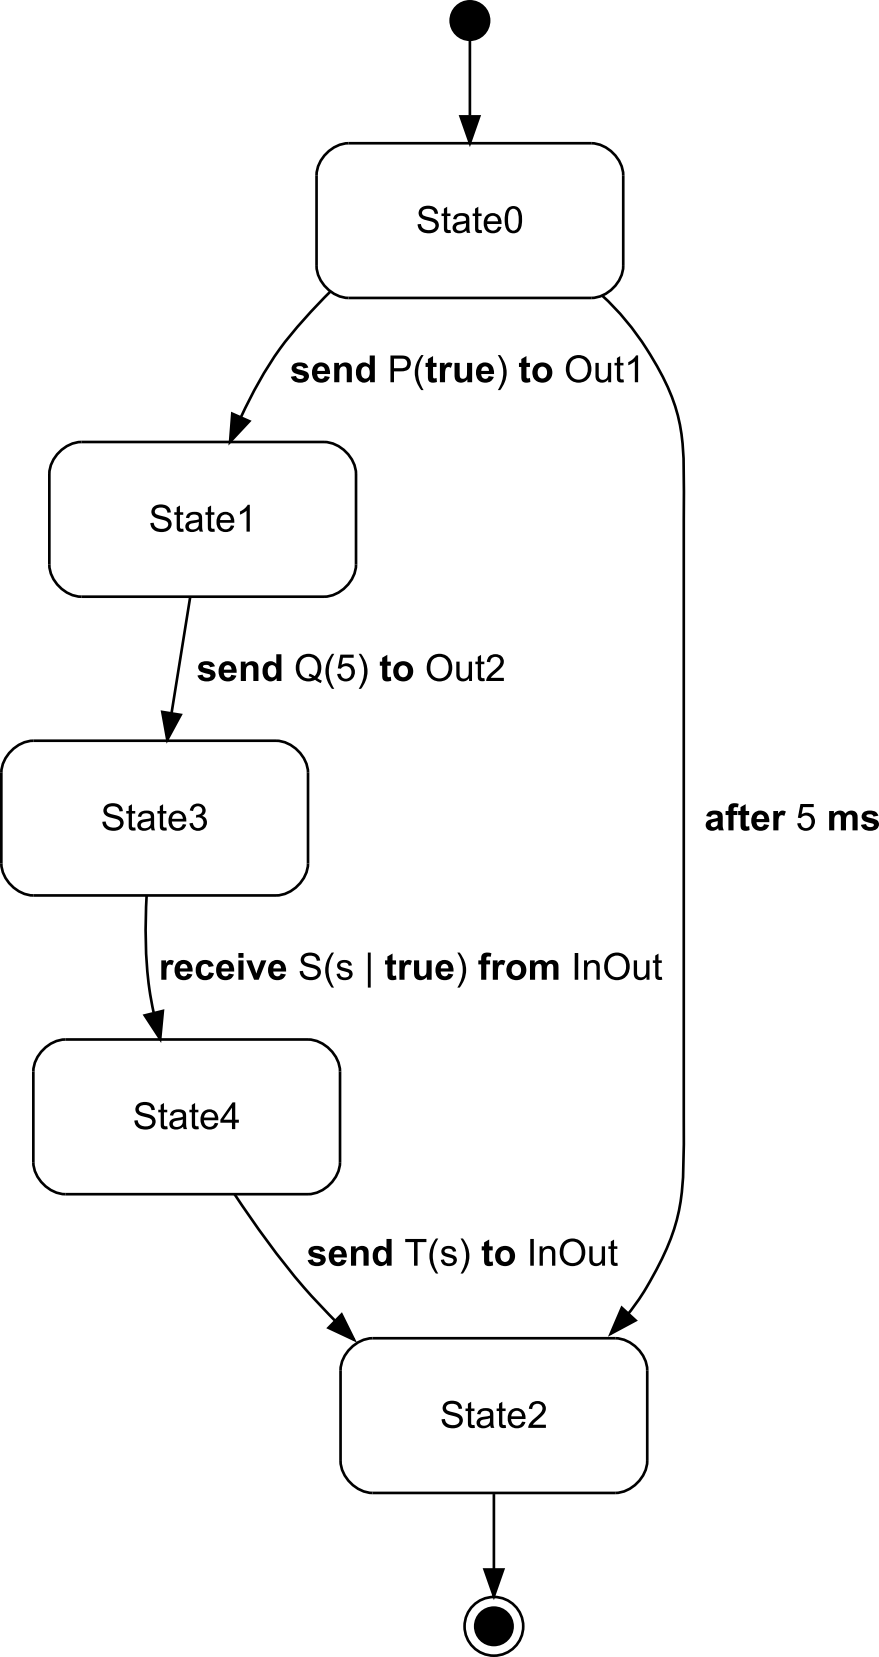 State0
send P(true) to Out1
State1
send Q(5) to Out2
State3
after 5 ms
receive S(s | true) from InOut
State4
send T(s) to InOut
State2